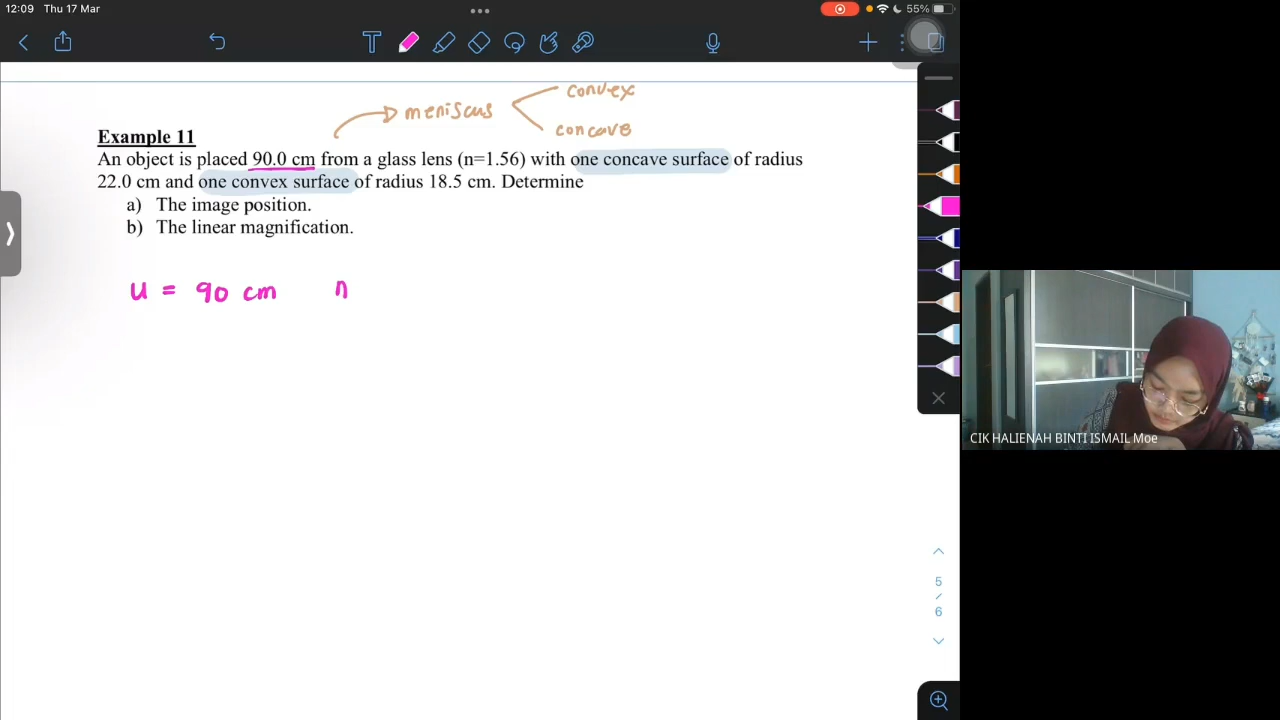 12:09 Thu 17 Mar
55%
T
meniscus
convex
concave
Example 11
An object is placed 90.0 cm from a glass lens (n=1.56) with one concave surface of radius
22.0 cm and one convex surface of radius 18.5 cm. Determine
a) The image position.
b) The linear magnification.
u = 90 cm n
5
/
6
CIK HALIENAH BINTI ISMAIL Moe